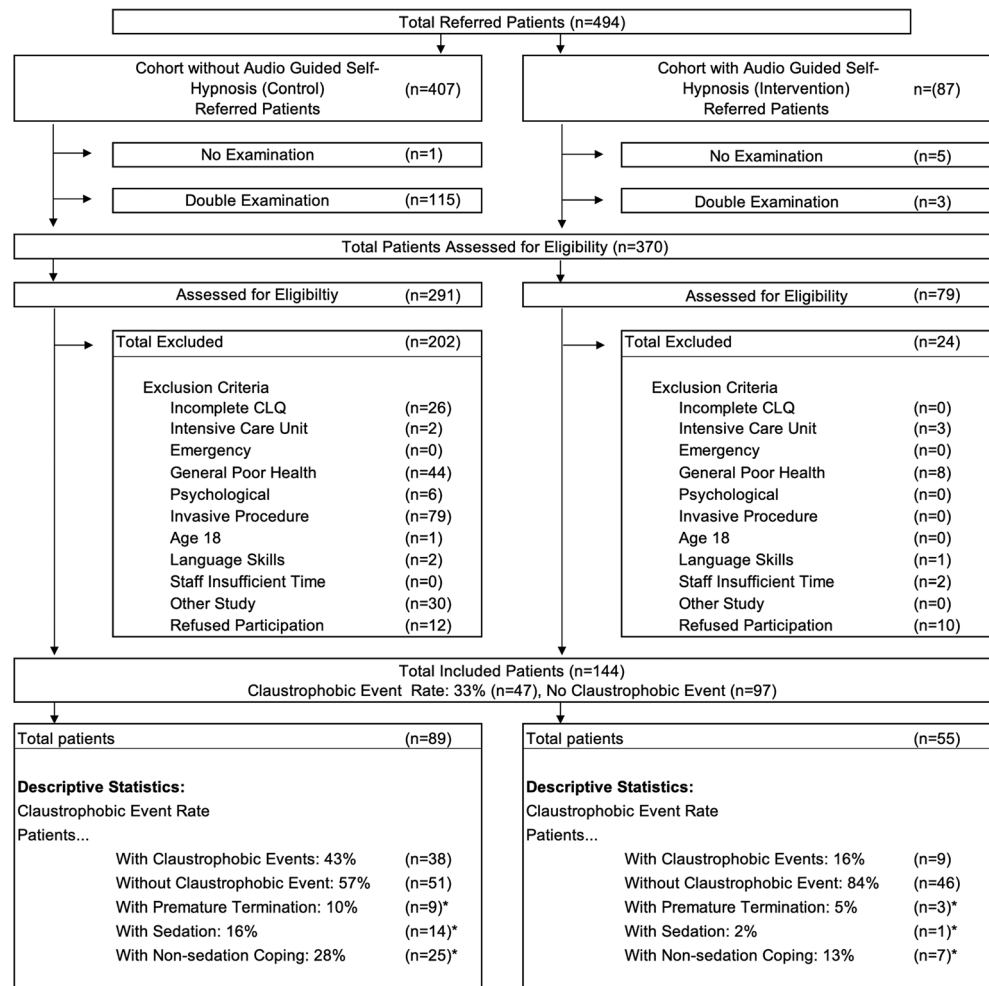 Total Referred Patients (n=494)
Cohort without Audio Guided Self-
Hypnosis (Control) (n=407)
Referred Patients
Cohort with Audio Guided Self-
Hypnosis (Intervention) n=(87)
Referred Patients
No Examination (n=1)
No Examination (n=5)
Double Examination (n=115)
Double Examination (n=3)
Total Patients Assessed for Eligibility (n=370)
Assessed for Eligibiltiy (n=291)
Assessed for Eligibility (n=79)
Total Excluded (n=202)
Exclusion Criteria
Incomplete CLQ (n=26)
Intensive Care Unit (n=2)
Emergency (n=0)
General Poor Health (n=44)
Psychological (n=6)
Invasive Procedure (n=79)
Age 18 (n=1)
Language Skills (n=2)
Staff Insufficient Time (n=0)
Other Study (n=30)
Refused Participation (n=12)
Total Excluded (n=24)
Exclusion Criteria
Incomplete CLQ (n=0)
Intensive Care Unit (n=3)
Emergency (n=0)
General Poor Health (n=8)
Psychological (n=0)
Invasive Procedure (n=0)
Age 18 (n=0)
Language Skills (n=1)
Staff Insufficient Time (n=2)
Other Study (n=0)
Refused Participation (n=10)
Total Included Patients (n=144)
Claustrophobic Event Rate: 33% (n=47), No Claustrophobic Event (n=97)
Total patients (n=89)
Descriptive Statistics:
Claustrophobic Event Rate
Patients...
With Claustrophobic Events: 43% (n=38)
Without Claustrophobic Event: 57% (n=51)
With Premature Termination: 10% (n=9)*
With Sedation: 16% (n=14)*
With Non-sedation Coping: 28% (n=25)*
Total patients (n=55)
Descriptive Statistics:
Claustrophobic Event Rate
Patients...
With Claustrophobic Events: 16% (n=9)
Without Claustrophobic Event: 84% (n=46)
With Premature Termination: 5% (n=3)*
With Sedation: 2% (n=1)*
With Non-sedation Coping: 13% (n=7)*